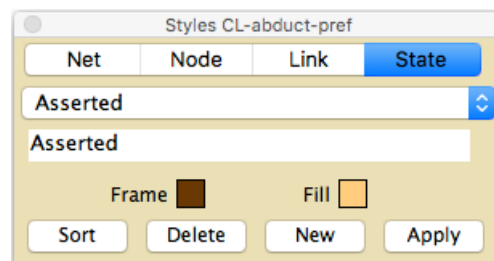 Styles CL-abduct-pref
Net Node Link State
Asserted
Asserted
Frame Fill
Sort Delete New Apply